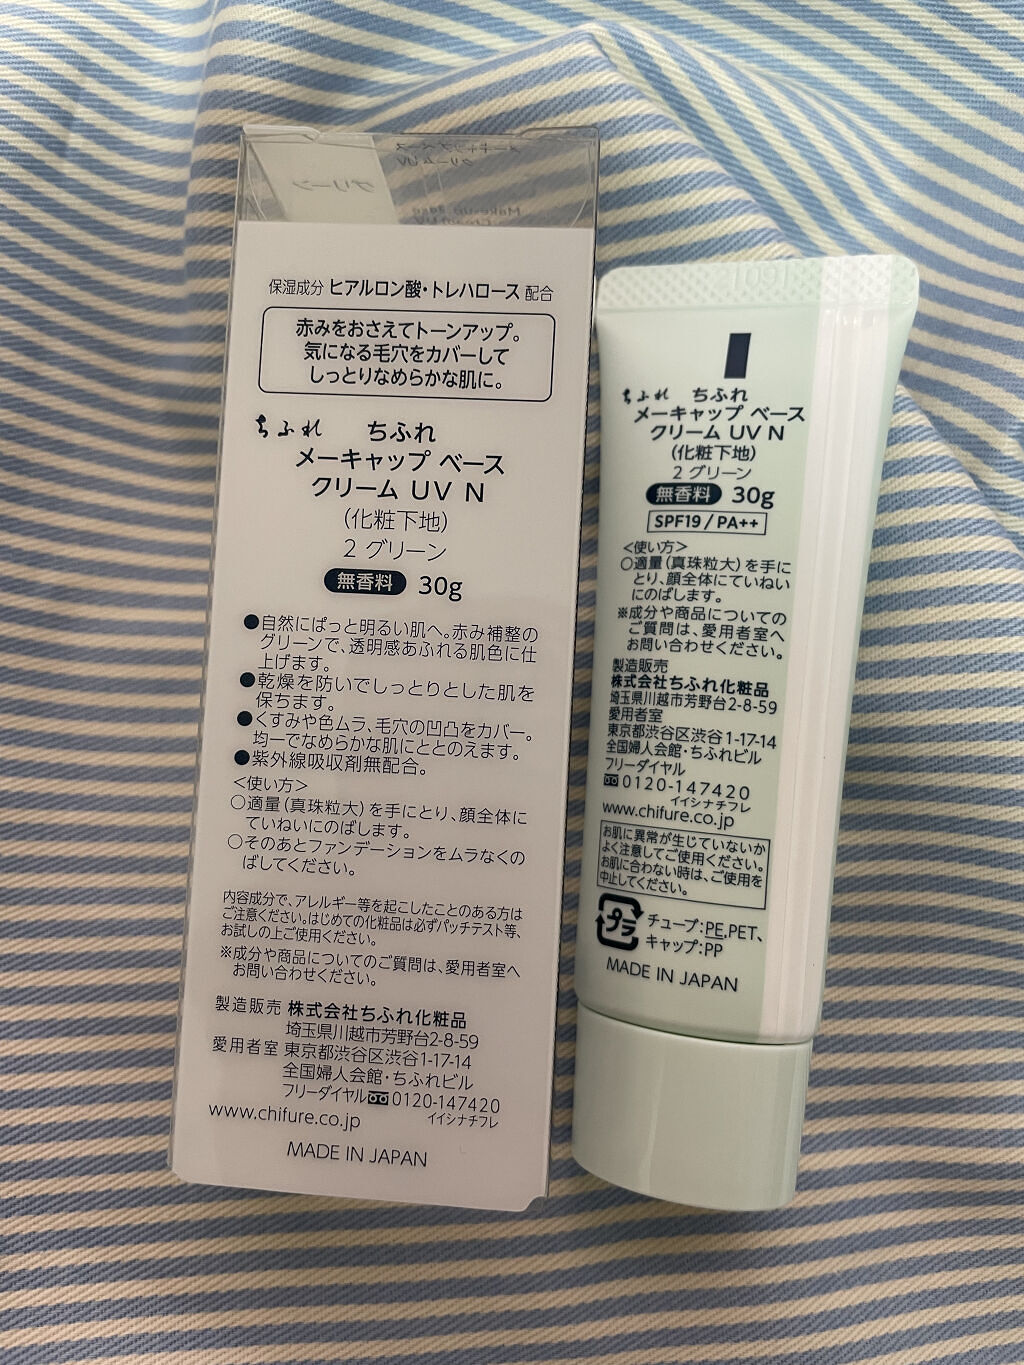 グリーン
メーキャップ ベース
クリーム UV
Make-up Base
保湿成分 ヒアルロン酸・トレハロース 配合
赤みをおさえてトーンアップ。
気になる毛穴をカバーして
しっとりなめらかな肌に。
ちふれ ちふれ
メーキャップ ベース
クリーム UV N
(化粧下地)
2 グリーン
無香料 30g
●自然にぱっと明るい肌へ。赤み補整の
グリーンで、透明感あふれる肌色に仕
上げます。
●乾燥を防いでしっとりとした肌を
保ちます。
●くすみや色ムラ、毛穴の凹凸をカバー。
均一でなめらかな肌にととのえます。
●紫外線吸収剤無配合。
<使い方>
○適量(真珠粒大)を手にとり、顔全体に
ていねいにのばします。
○そのあとファンデーションをムラなくの
ばしてください。
内容成分で、アレルギー等を起こしたことのある方は
ご注意ください。はじめての化粧品は必ずパッチテスト等、
お試しの上ご使用ください。
※成分や商品についてのご質問は、愛用者室へ
お問い合わせください。
製造販売 株式会社ちふれ化粧品
埼玉県川越市芳野台2-8-59
愛用者室 東京都渋谷区渋谷1-17-14
全国婦人会館・ちふれビル
フリーダイヤル 0120-147420
イイシナチフレ
www.chifure.co.jp
MADE IN JAPAN
ちふれ ちふれ
メーキャップ ベース
クリーム UV N
(化粧下地)
2 グリーン
無香料 30g
SPF19/PA++
<使い方>
○適量(真珠粒大)を手に
とり、顔全体にていねい
にのばします。
※成分や商品についての
ご質問は、愛用者室へ
お問い合わせください。
製造販売
株式会社ちふれ化粧品
埼玉県川越市芳野台2-8-59
愛用者室
東京都渋谷区渋谷1-17-14
全国婦人会館・ちふれビル
フリーダイヤル
0120-147420
イイシナチフレ
www.chifure.co.jp
お肌に異常が生じていないか
よく注意してご使用ください。
お肌に合わない時は、ご使用を
中止してください。
プラ チューブ:PE,PET、
キャップ:PP
MADE IN JAPAN